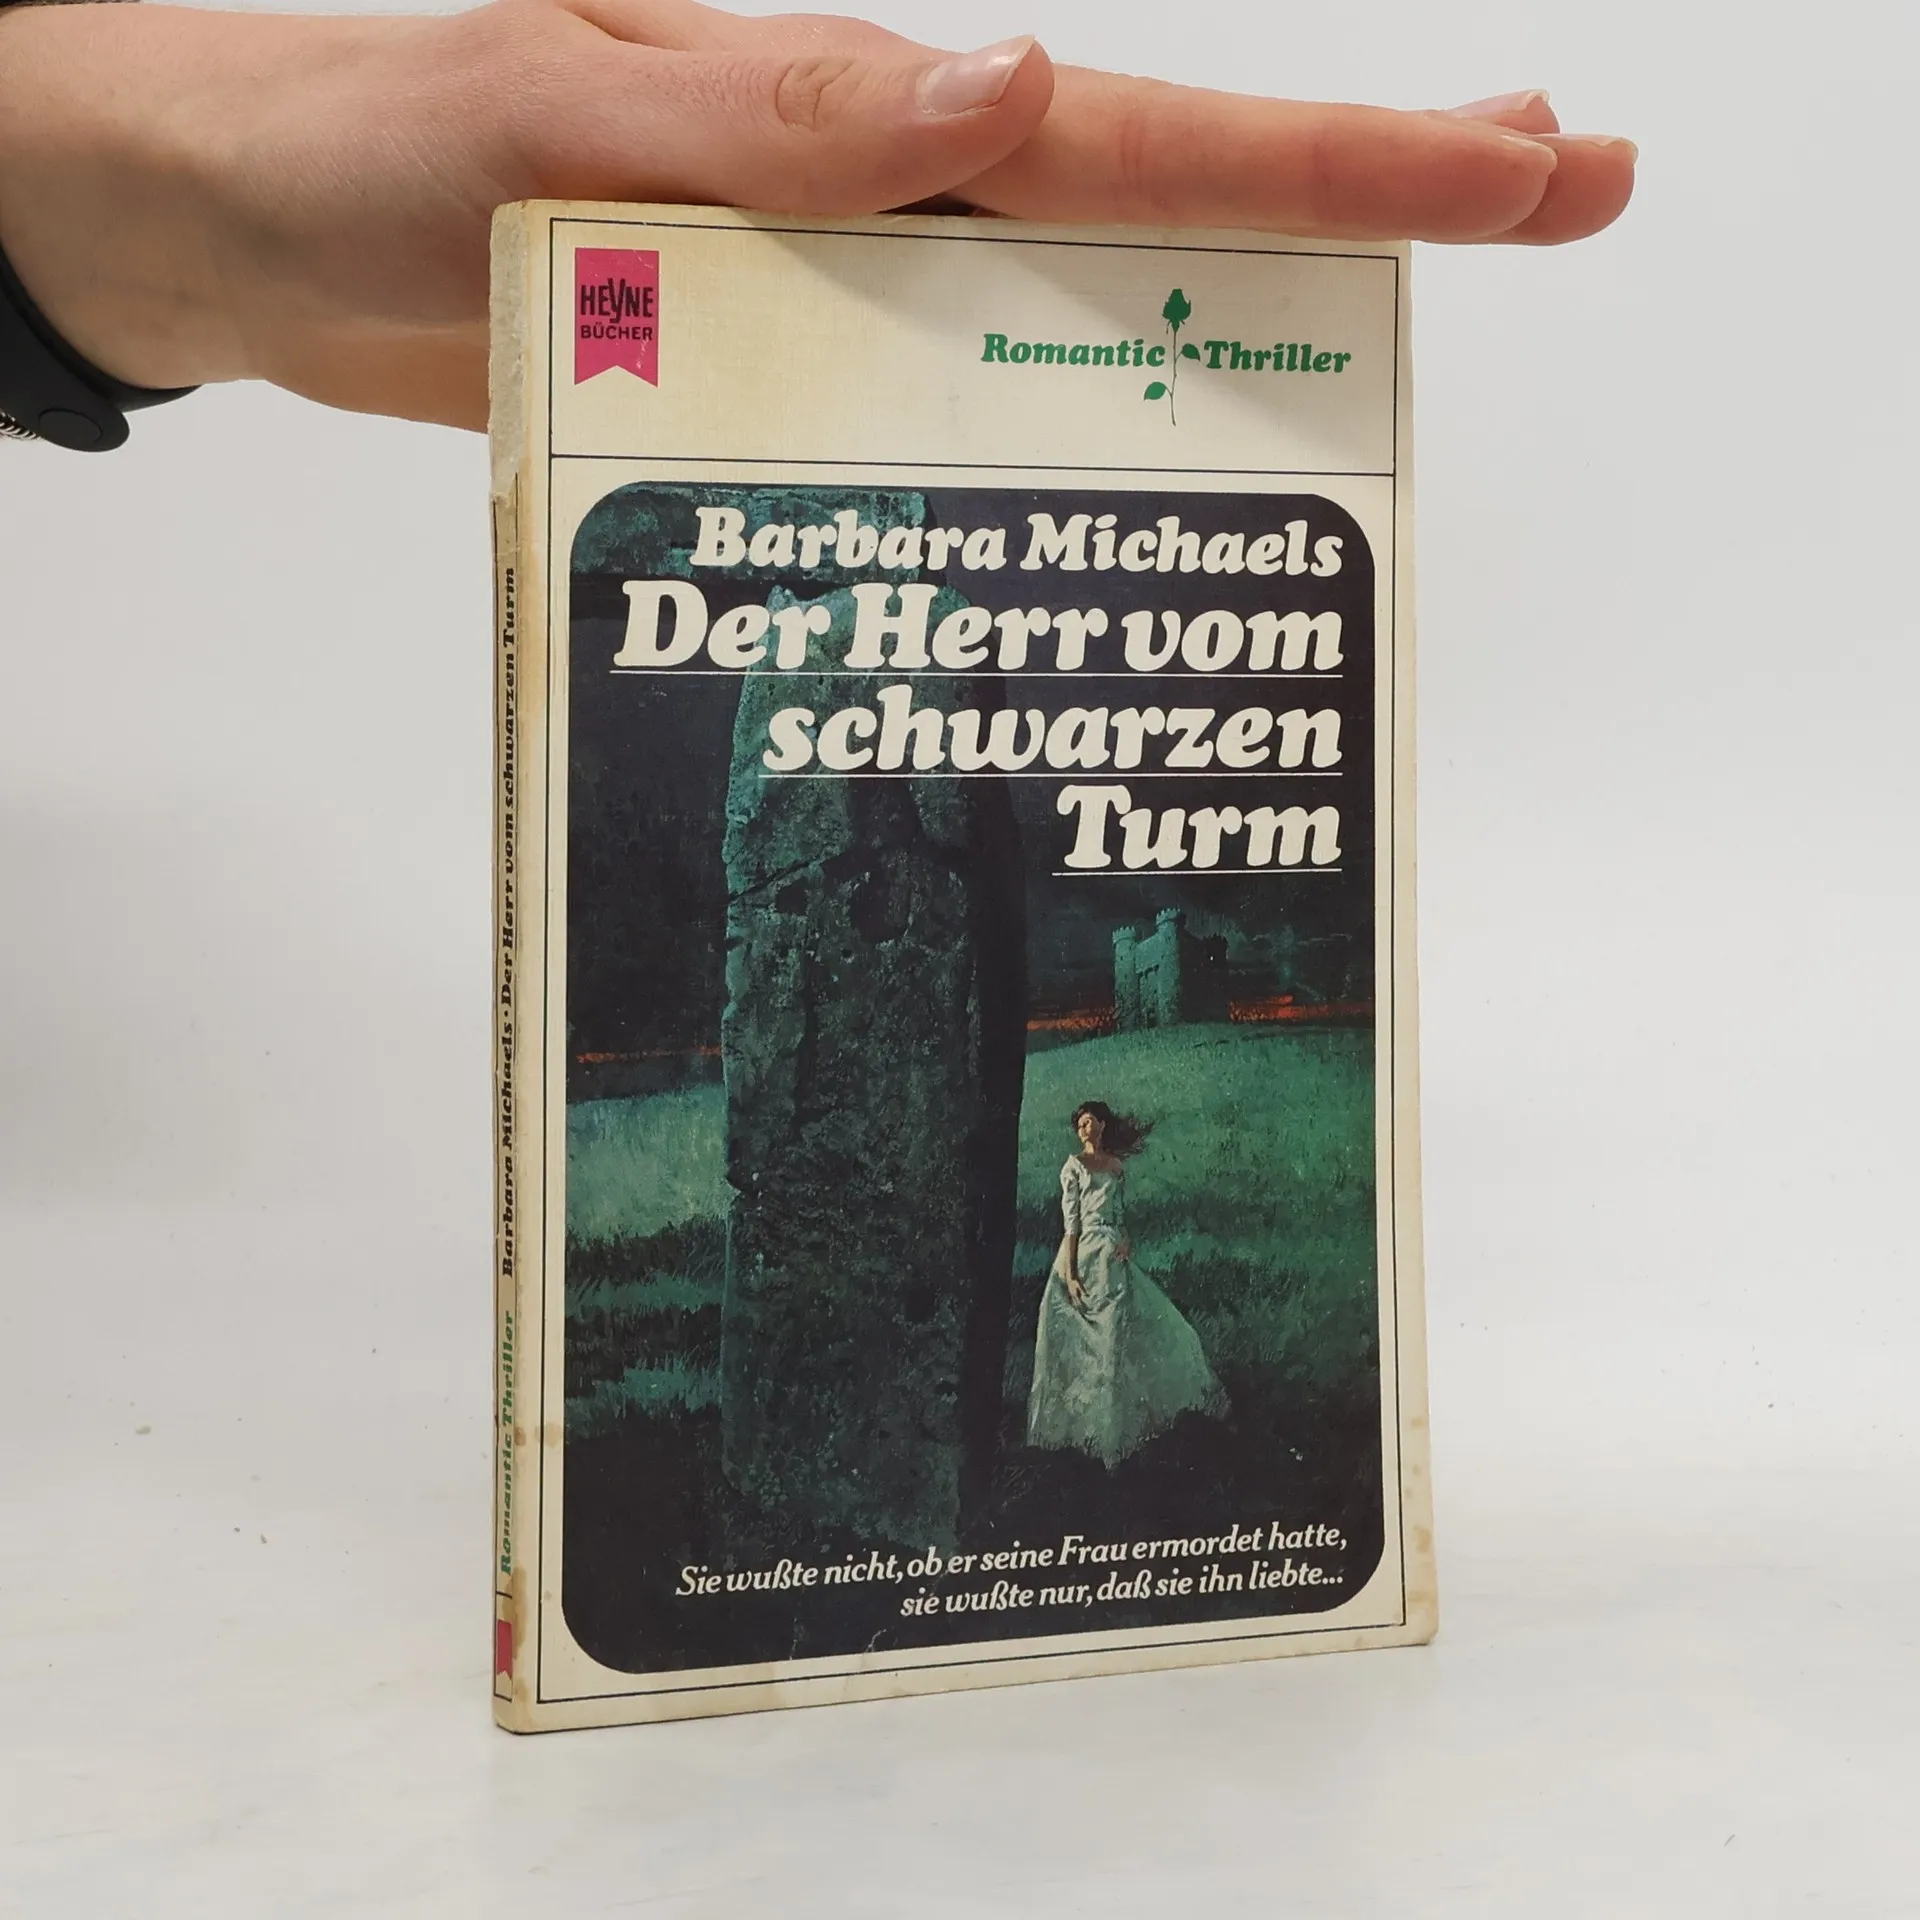 HEYNE
BÜCHER
Romantic Thriller
Barbara Michaels
Der Herr vom
schwarzen
Turm
Sie wußte nicht, ob er seine Frau ermordet hatte,
sie wußte nur, daß sie ihn liebte...
Romantic Thriller Barbara Michaels · Der Herr vom schwarzen Turm